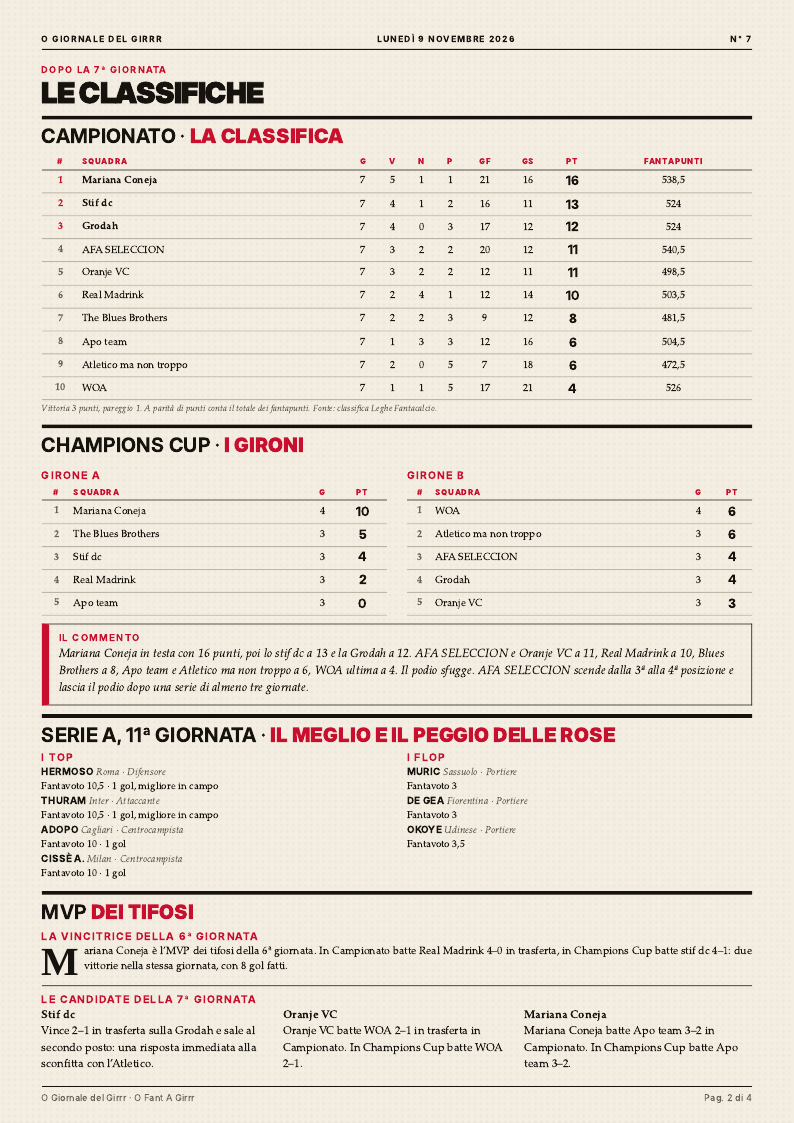 O GIORNALE DEL GIRRR LUNEDÌ 9 NOVEMBRE 2026 N° 7
DOPO LA 7ª GIORNATA
LE CLASSIFICHE
CAMPIONATO · LA CLASSIFICA
# SQUADRA G V N P GF GS PT FANTAPUNTI
1 Mariana Coneja 7 5 1 1 21 16 16 538,5
2 Stif dc 7 4 1 2 16 11 13 524
3 Grodah 7 4 0 3 17 12 12 524
4 AFA SELECCION 7 3 2 2 20 12 11 540,5
5 Oranje VC 7 3 2 2 12 11 11 498,5
6 Real Madrink 7 2 4 1 12 14 10 503,5
7 The Blues Brothers 7 2 2 3 9 12 8 481,5
8 Apo team 7 1 3 3 12 16 6 504,5
9 Atletico ma non troppo 7 2 0 5 7 18 6 472,5
10 WOA 7 1 1 5 17 21 4 526
Vittoria 3 punti, pareggio 1. A parità di punti conta il totale dei fantapunti. Fonte: classifica Leghe Fantacalcio.
CHAMPIONS CUP · I GIRONI
GIRONE A
# SQUADRA G PT
1 Mariana Coneja 4 10
2 The Blues Brothers 3 5
3 Stif dc 3 4
4 Real Madrink 3 2
5 Apo team 3 0
GIRONE B
# SQUADRA G PT
1 WOA 4 6
2 Atletico ma non troppo 3 6
3 AFA SELECCION 3 4
4 Grodah 3 4
5 Oranje VC 3 3
IL COMMENTO
Mariana Coneja in testa con 16 punti, poi lo stif dc a 13 e la Grodah a 12. AFA SELECCION e Oranje VC a 11, Real Madrink a 10, Blues
Brothers a 8, Apo team e Atletico ma non troppo a 6, WOA ultima a 4. Il podio sfugge. AFA SELECCION scende dalla 3ª alla 4ª posizione e
lascia il podio dopo una serie di almeno tre giornate.
SERIE A, 11ª GIORNATA · IL MEGLIO E IL PEGGIO DELLE ROSE
I TOP
HERMOSO Roma · Difensore
Fantavoto 10,5 · 1 gol, migliore in campo
THURAM Inter · Attaccante
Fantavoto 10,5 · 1 gol, migliore in campo
ADOPO Cagliari · Centrocampista
Fantavoto 10 · 1 gol
CISSÈ A. Milan · Centrocampista
Fantavoto 10 · 1 gol
I FLOP
MURIC Sassuolo · Portiere
Fantavoto 3
DE GEA Fiorentina · Portiere
Fantavoto 3
OKOYE Udinese · Portiere
Fantavoto 3,5
MVP DEI TIFOSI
LA VINCITRICE DELLA 6ª GIORNATA
Mariana Coneja è l'MVP dei tifosi della 6ª giornata. In Campionato batte Real Madrink 4–0 in trasferta, in Champions Cup batte stif dc 4–1: due
vittorie nella stessa giornata, con 8 gol fatti.
LE CANDIDATE DELLA 7ª GIORNATA
Stif dc
Vince 2–1 in trasferta sulla Grodah e sale al
secondo posto: una risposta immediata alla
sconfitta con l'Atletico.
Oranje VC
Oranje VC batte WOA 2–1 in trasferta in
Campionato. In Champions Cup batte WOA
2–1.
Mariana Coneja
Mariana Coneja batte Apo team 3–2 in
Campionato. In Champions Cup batte Apo
team 3–2.
O Giornale del Girrr · O Fant A Girrr Pag. 2 di 4